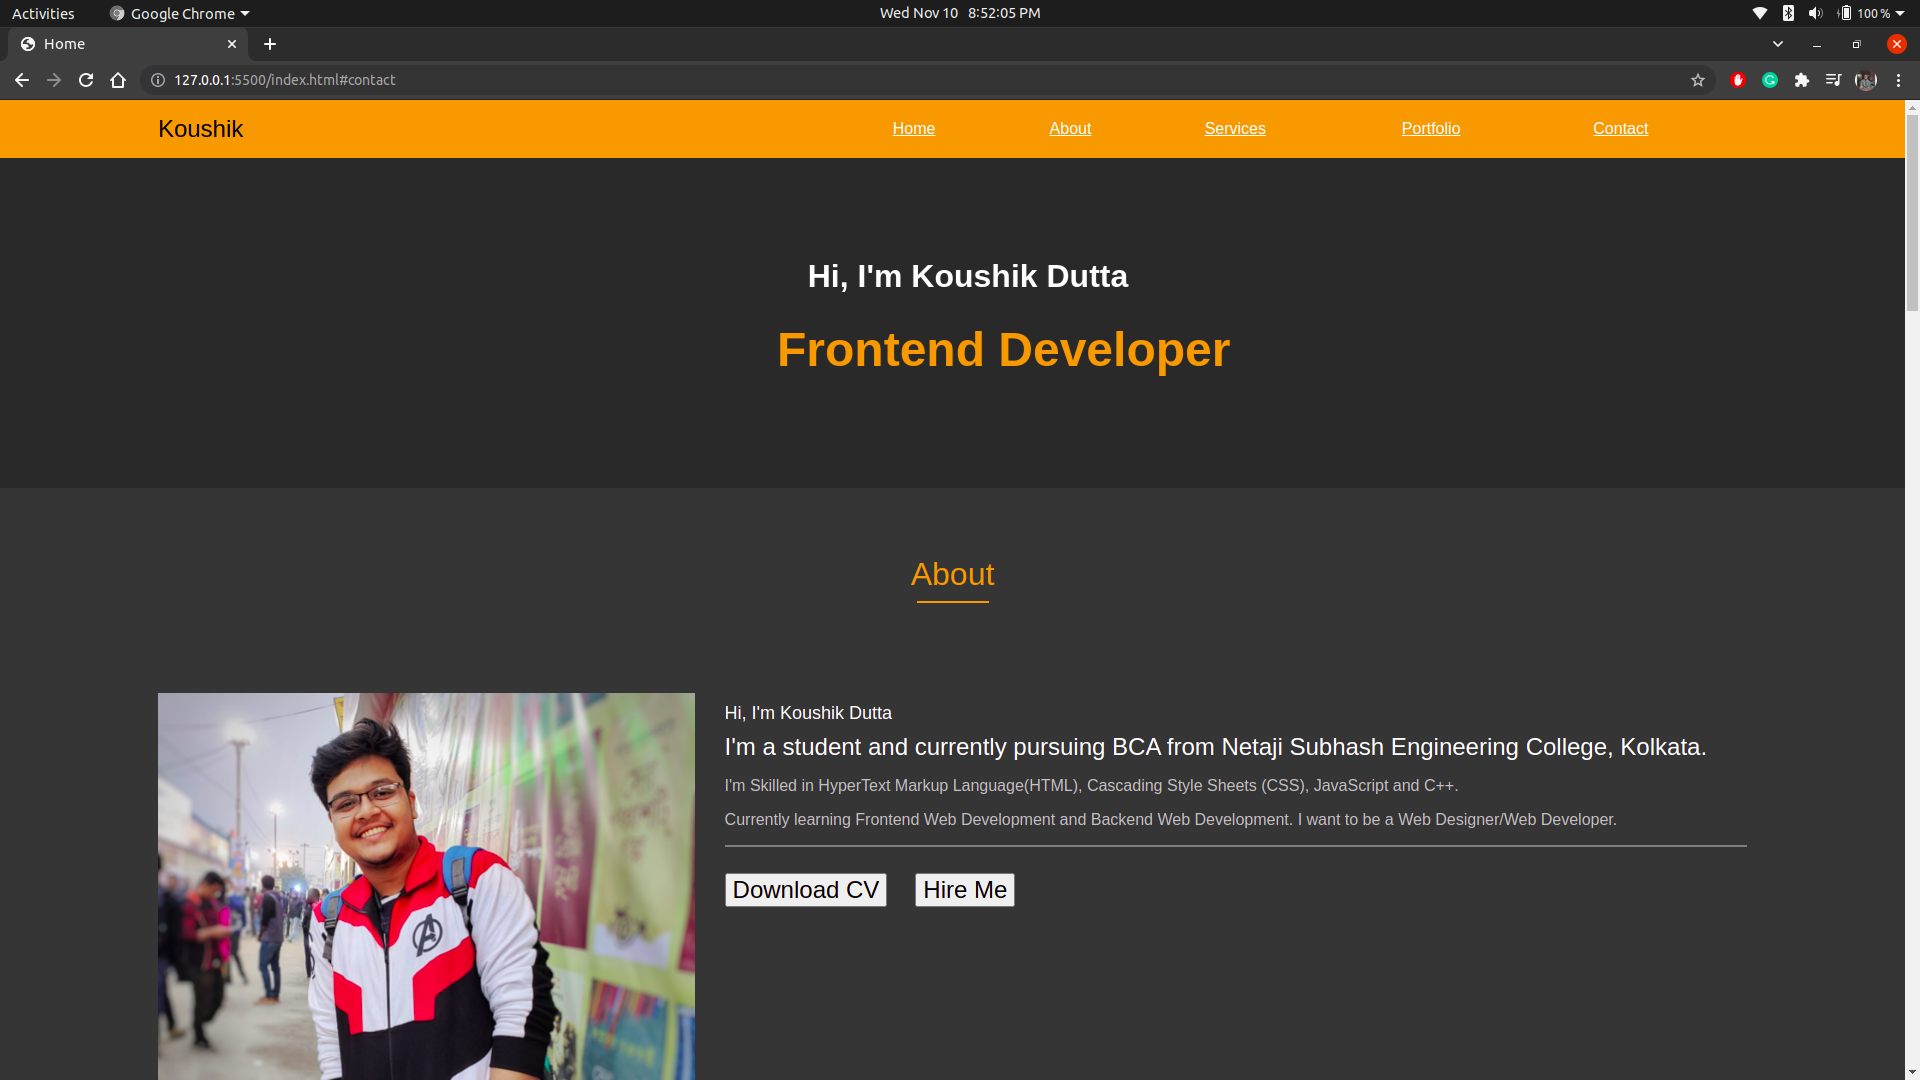 Activities Google Chrome Wed Nov 10 8:52:05 PM 100 %
Home
127.0.0.1:5500/index.html#contact
Koushik Home About Services Portfolio Contact
Hi, I'm Koushik Dutta
Frontend Developer
About
Hi, I'm Koushik Dutta
I'm a student and currently pursuing BCA from Netaji Subhash Engineering College, Kolkata.
I'm Skilled in HyperText Markup Language(HTML), Cascading Style Sheets (CSS), JavaScript and C++.
Currently learning Frontend Web Development and Backend Web Development. I want to be a Web Designer/Web Developer.
Download CV Hire Me